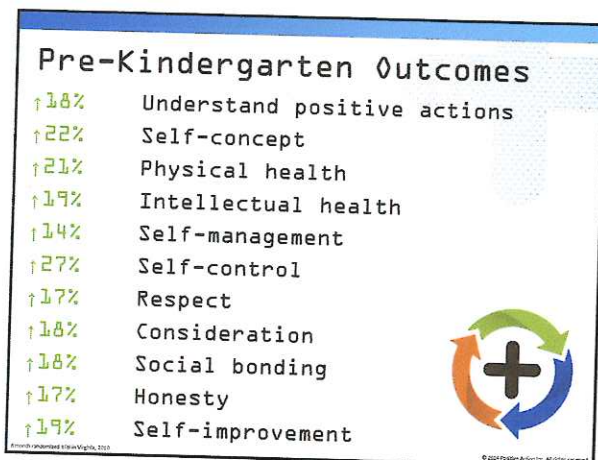 Pre-Kindergarten Outcomes
↑18% Understand positive actions
↑22% Self-concept
↑21% Physical health
↑19% Intellectual health
↑14% Self-management
↑27% Self-control
↑17% Respect
↑18% Consideration
↑18% Social bonding
↑17% Honesty
↑19% Self-improvement